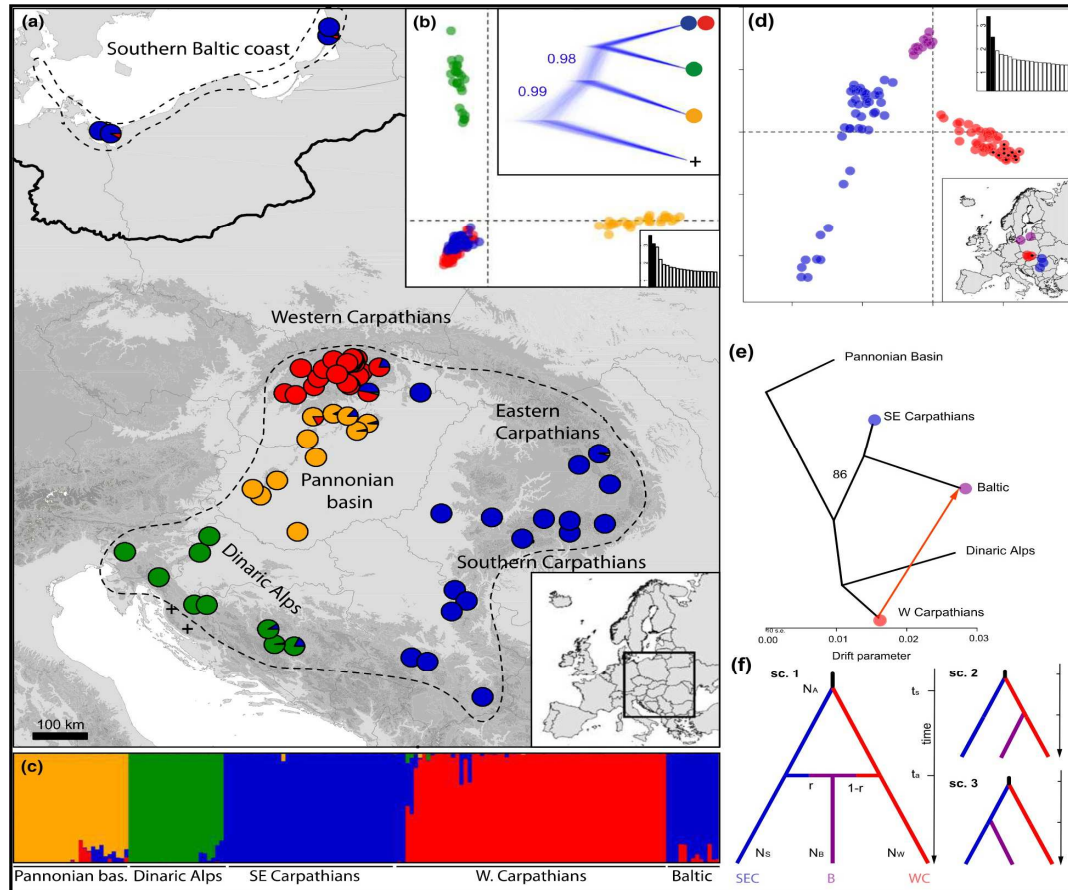 (a)
Southern Baltic coast
Western Carpathians
Eastern
Carpathians
Pannonian
basin
Southern Carpathians
Dinaric Alps
100 km
(b)
0.98
0.99
(c)
Pannonian bas.
Dinaric Alps
SE Carpathians
W. Carpathians
Baltic
(d)
(e)
Pannonian Basin
SE Carpathians
86
Baltic
Dinaric Alps
W Carpathians
0.00
0.01
0.02
0.03
Drift parameter
(f)
sc. 1
NA
ts
time
ta
r
1-r
NS
NB
NW
SEC
B
WC
sc. 2
sc. 3